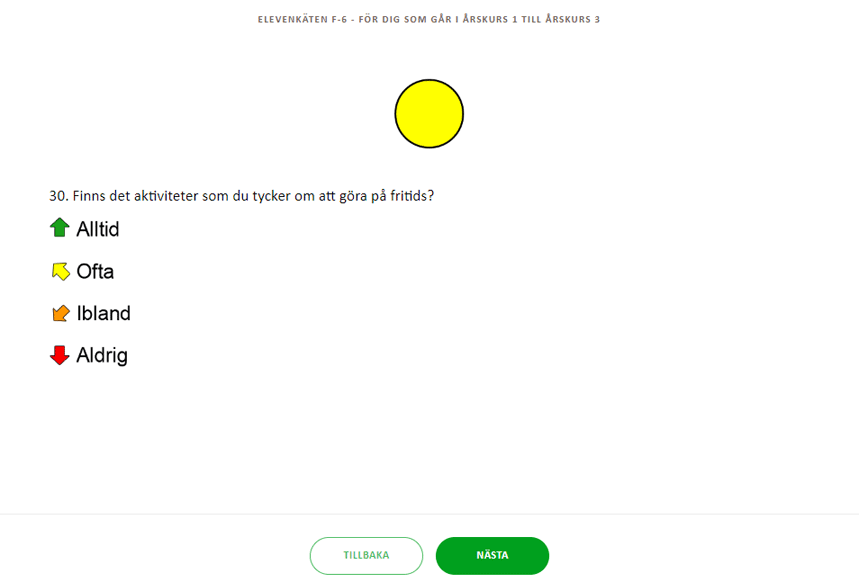 ELEVENKÄTEN F-6 - FÖR DIG SOM GÅR I ÅRSKURS 1 TILL ÅRSKURS 3
30. Finns det aktiviteter som du tycker om att göra på fritids?
Alltid
Ofta
Ibland
Aldrig
TILLBAKA
NÄSTA